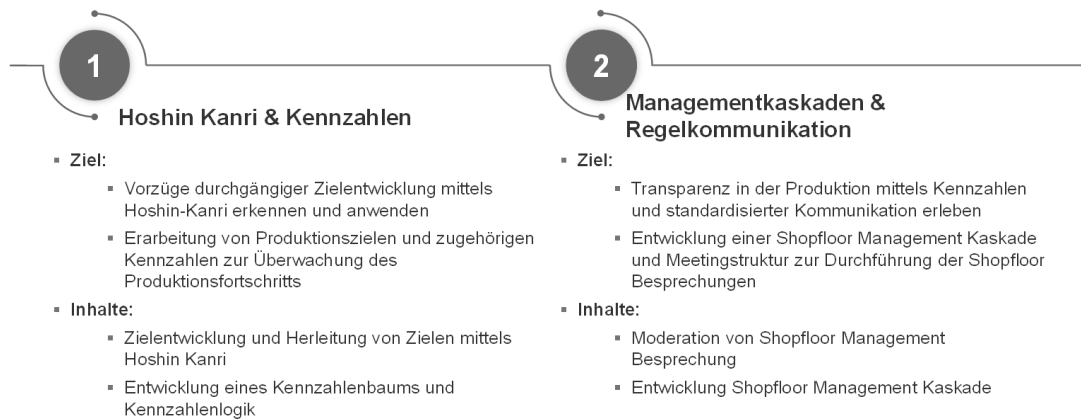 1
Hoshin Kanri & Kennzahlen
Ziel:
Vorzüge durchgängiger Zielentwicklung mittels
Hoshin-Kanri erkennen und anwenden
Erarbeitung von Produktionszielen und zugehörigen
Kennzahlen zur Überwachung des
Produktionsfortschritts
Inhalte:
Zielentwicklung und Herleitung von Zielen mittels
Hoshin Kanri
Entwicklung eines Kennzahlenbaums und
Kennzahlenlogik
2
Managementkaskaden &
Regelkommunikation
Ziel:
Transparenz in der Produktion mittels Kennzahlen
und standardisierter Kommunikation erleben
Entwicklung einer Shopfloor Management Kaskade
und Meetingstruktur zur Durchführung der Shopfloor
Besprechungen
Inhalte:
Moderation von Shopfloor Management
Besprechung
Entwicklung Shopfloor Management Kaskade